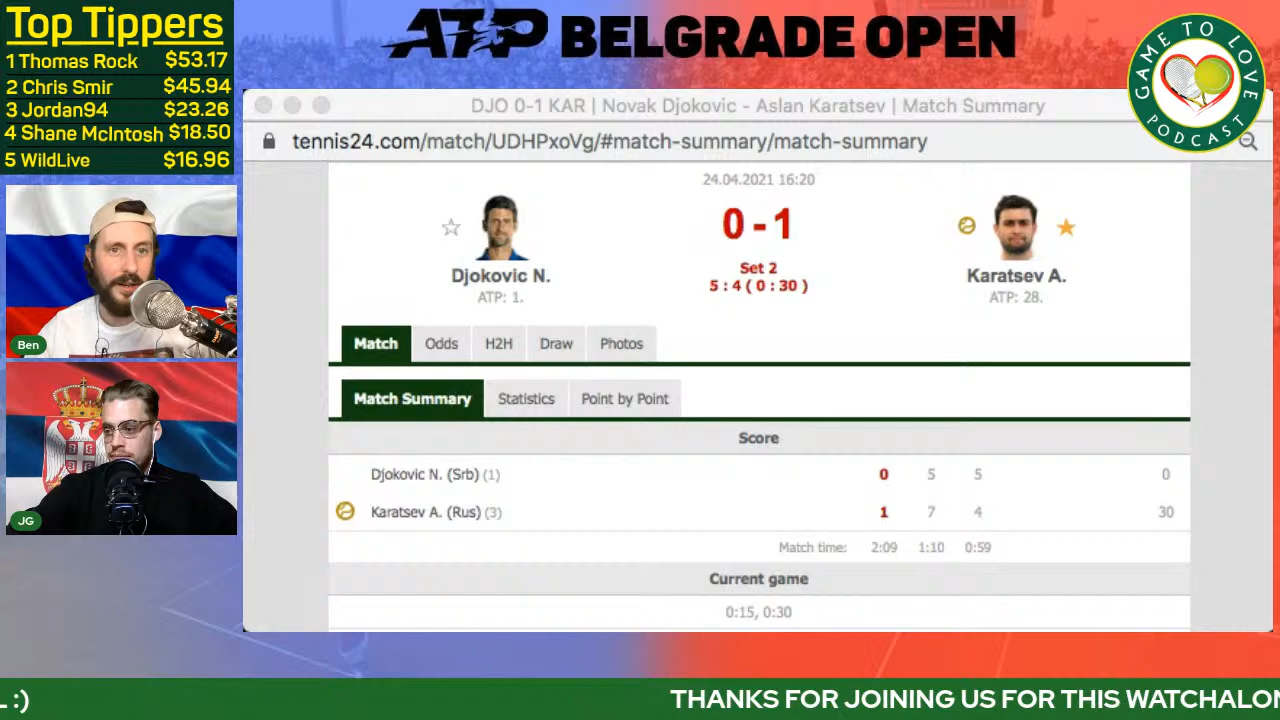 Top Tippers
1 Thomas Rock $53.17
2 Chris Smir $45.94
3 Jordan94 $23.26
4 Shane McIntosh $18.50
5 WildLive $16.96
ATP BELGRADE OPEN
GAME TO LOVE
PODCAST
DJO 0-1 KAR | Novak Djokovic - Aslan Karatsev | Match Summary
tennis24.com/match/UDHPxoVg/#match-summary/match-summary
24.04.2021 16:20
0 - 1
Set 2
5 : 4 ( 0 : 30 )
Djokovic N.
ATP: 1.
Karatsev A.
ATP: 28.
Match Odds H2H Draw Photos
Match Summary Statistics Point by Point
Score
Djokovic N. (Srb) (1) 0 5 5 0
Karatsev A. (Rus) (3) 1 7 4 30
Match time: 2:09 1:10 0:59
Current game
0:15, 0:30
Ben
JG
L :) THANKS FOR JOINING US FOR THIS WATCHALON